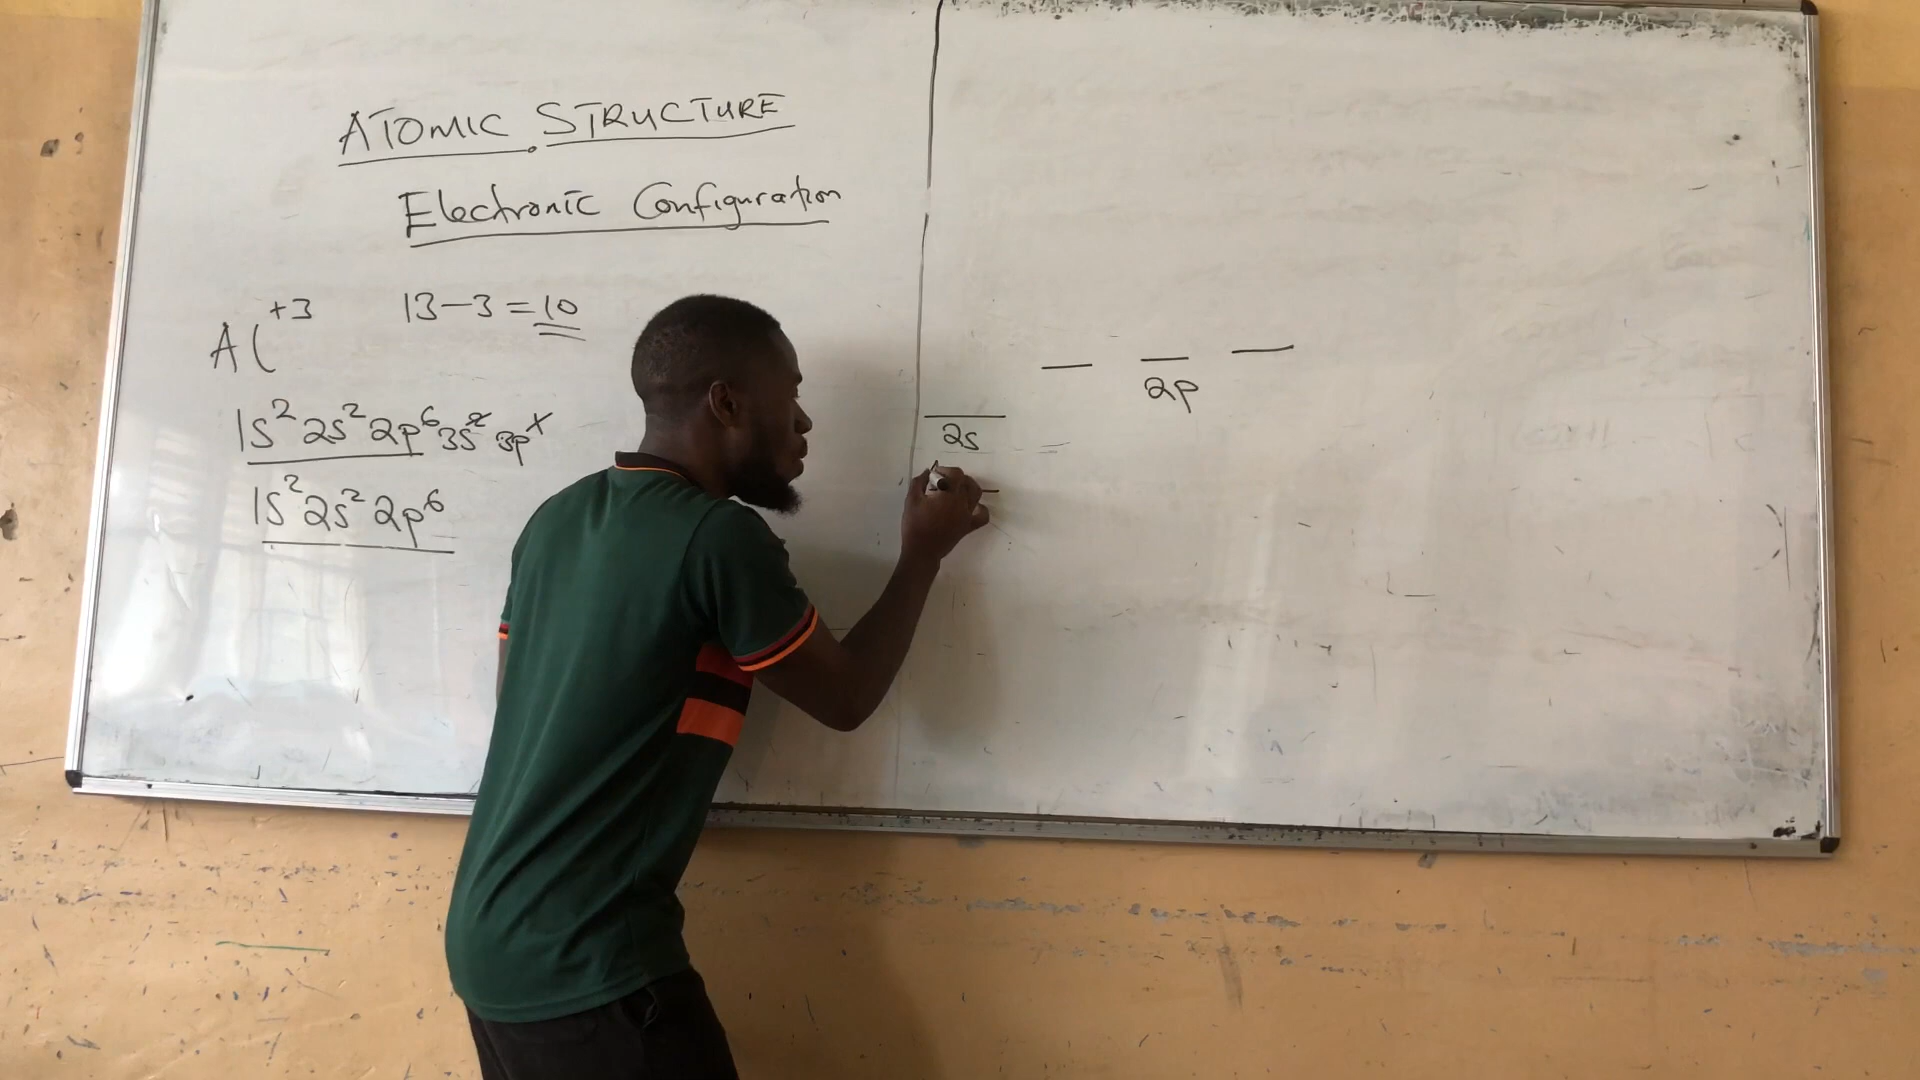 ATOMIC STRUCTURE
Electronic Configuration
Al⁺³ 13-3=10
1s² 2s² 2p⁶ 3s² 3p¹
1s² 2s² 2p⁶
2p
2s